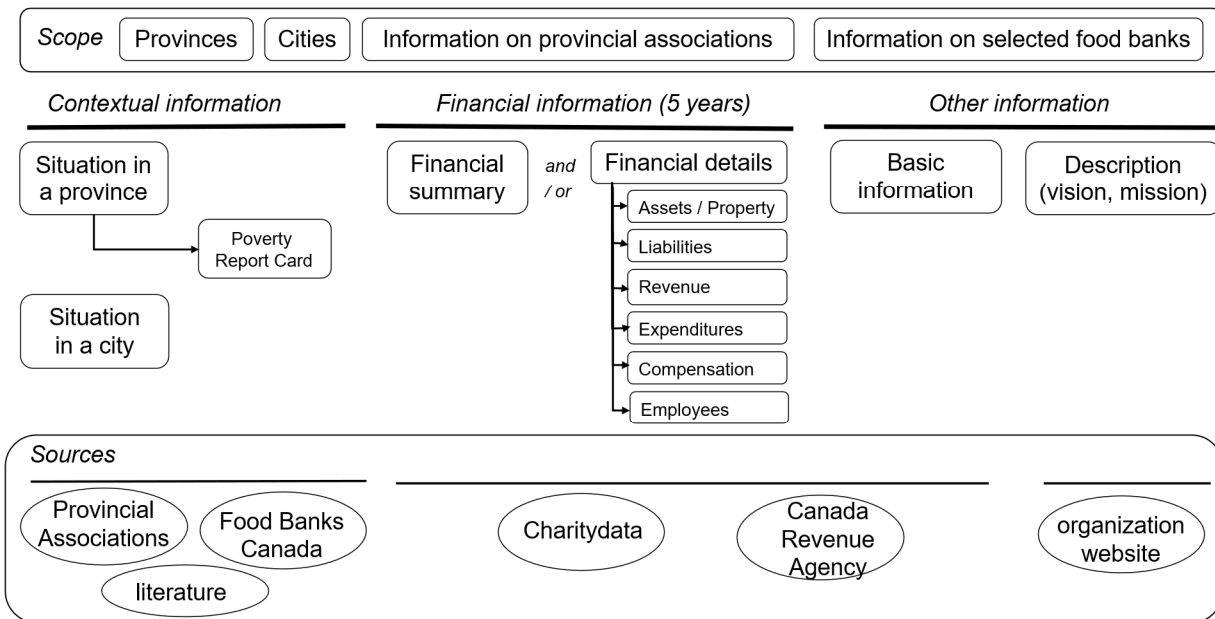 Scope
Provinces
Cities
Information on provincial associations
Information on selected food banks
Contextual information
Situation in
a province
Poverty
Report Card
Situation
in a city
Financial information (5 years)
Financial
summary
and
/ or
Financial details
Assets / Property
Liabilities
Revenue
Expenditures
Compensation
Employees
Other information
Basic
information
Description
(vision, mission)
Sources
Provincial
Associations
Food Banks
Canada
literature
Charitydata
Canada
Revenue
Agency
organization
website